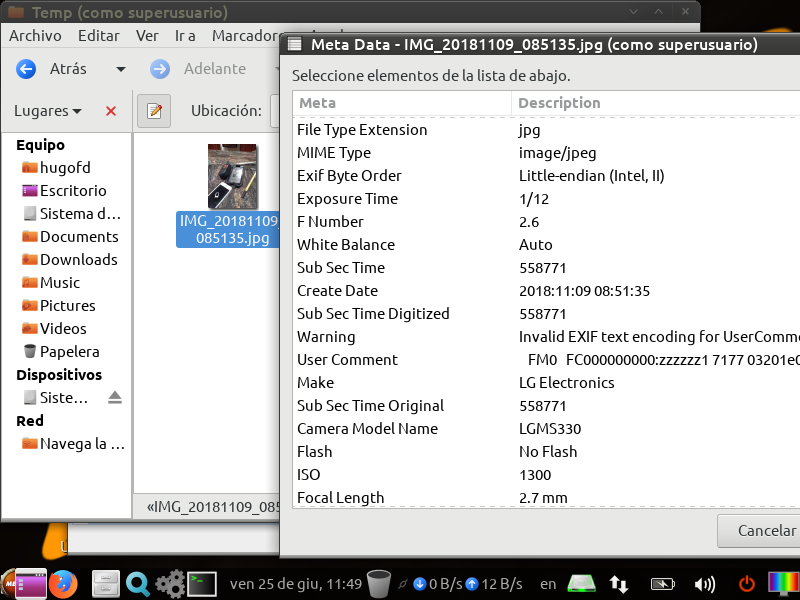 Temp (como superusuario)
Archivo Editar Ver Ir a Marcador
Atrás Adelante
Lugares Ubicación:
Equipo
hugofd
Escritorio
Sistema d…
Documents
Downloads
Music
Pictures
Videos
Papelera
Dispositivos
Siste…
Red
Navega la …
IMG_20181109_
085135.jpg
«IMG_20181109_085
Meta Data - IMG_20181109_085135.jpg (como superusuario)
Seleccione elementos de la lista de abajo.
Meta Description
File Type Extension jpg
MIME Type image/jpeg
Exif Byte Order Little-endian (Intel, II)
Exposure Time 1/12
F Number 2.6
White Balance Auto
Sub Sec Time 558771
Create Date 2018:11:09 08:51:35
Sub Sec Time Digitized 558771
Warning Invalid EXIF text encoding for UserComme
User Comment FM0 FC000000000:zzzzzz1 7177 03201e0
Make LG Electronics
Sub Sec Time Original 558771
Camera Model Name LGMS330
Flash No Flash
ISO 1300
Focal Length 2.7 mm
Cancelar
ven 25 de giu, 11:49 0 B/s 12 B/s en